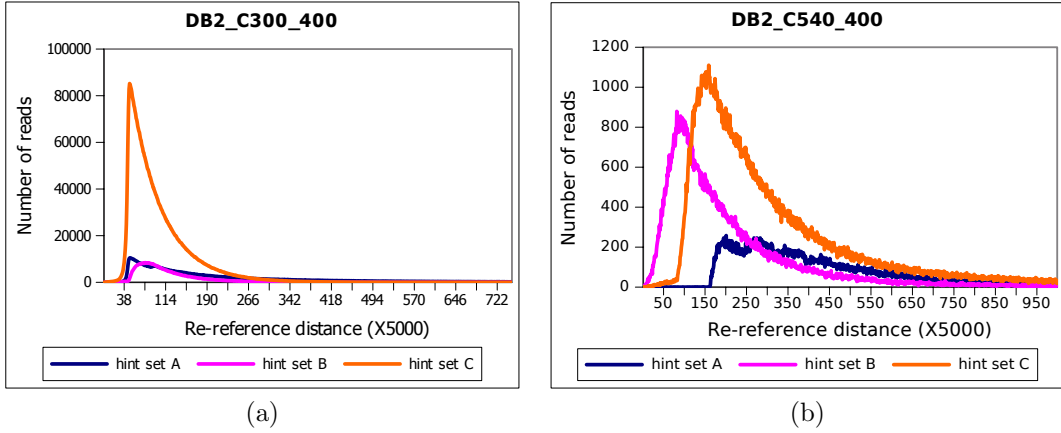 DB2_C300_400
100000
80000
60000
40000
20000
0
Number of reads
38 114 190 266 342 418 494 570 646 722
Re-reference distance (X5000)
hint set A hint set B hint set C
(a)
DB2_C540_400
1200
1000
800
600
400
200
0
Number of reads
50 150 250 350 450 550 650 750 850 950
Re-reference distance (X5000)
hint set A hint set B hint set C
(b)